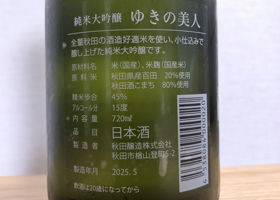 純米大吟醸 ゆきの美人
全量秋田の酒造好適米を使い、小仕込みで
醸し上げた純米大吟醸です。
原材料名 米(国産)、米麹(国産米)
原料米 秋田県産百田 20%使用
秋田酒こまち 80%使用
精米歩合 45%
アルコール分 15度
内容量 720ml
品目 日本酒
製造者 秋田醸造株式会社
秋田市楢山登町5-2
製造年月 2025.5
飲酒は20歳になってから